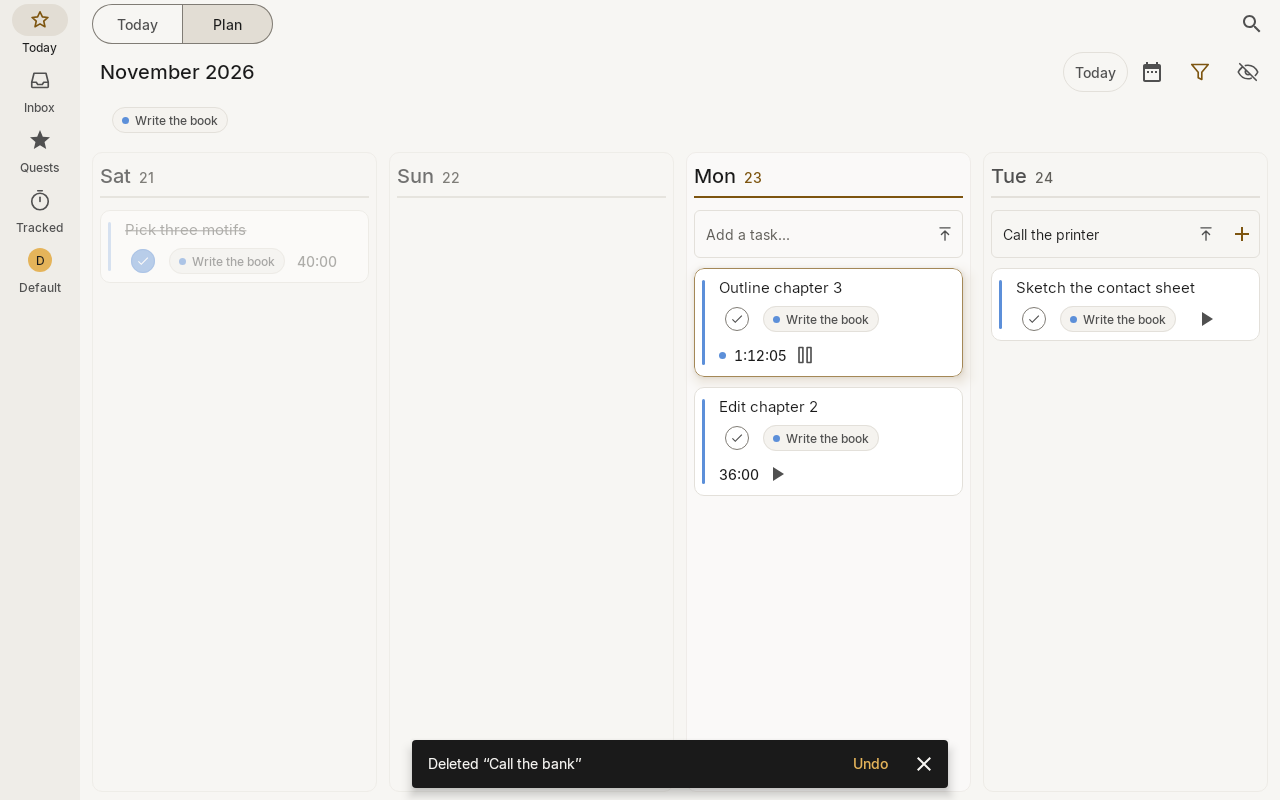 Today
Inbox
Quests
Tracked
D
Default
Today
Plan
November 2026
Today
Write the book
Sat 21
Pick three motifs
Write the book
40:00
Sun 22
Mon 23
Add a task...
Outline chapter 3
Write the book
1:12:05
Edit chapter 2
Write the book
36:00
Tue 24
Call the printer
Sketch the contact sheet
Write the book
Deleted “Call the bank”
Undo